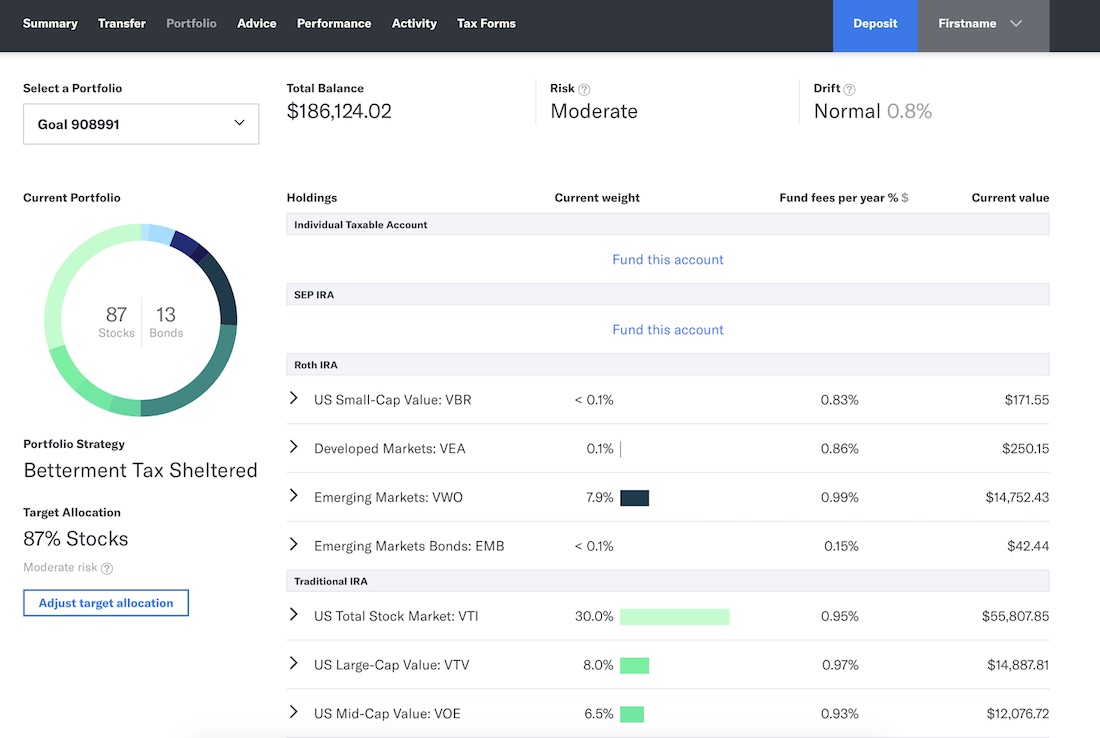 Summary Transfer Portfolio Advice Performance Activity Tax Forms Deposit Firstname
Select a Portfolio
Goal 908991
Total Balance
$186,124.02
Risk ?
Moderate
Drift ?
Normal 0.8%
Current Portfolio
87 13
Stocks Bonds
Portfolio Strategy
Betterment Tax Sheltered
Target Allocation
87% Stocks
Moderate risk ?
Adjust target allocation
Holdings Current weight Fund fees per year % $ Current value
Individual Taxable Account
Fund this account
SEP IRA
Fund this account
Roth IRA
US Small-Cap Value: VBR < 0.1% 0.83% $171.55
Developed Markets: VEA 0.1% 0.86% $250.15
Emerging Markets: VWO 7.9% 0.99% $14,752.43
Emerging Markets Bonds: EMB < 0.1% 0.15% $42.44
Traditional IRA
US Total Stock Market: VTI 30.0% 0.95% $55,807.85
US Large-Cap Value: VTV 8.0% 0.97% $14,887.81
US Mid-Cap Value: VOE 6.5% 0.93% $12,076.72